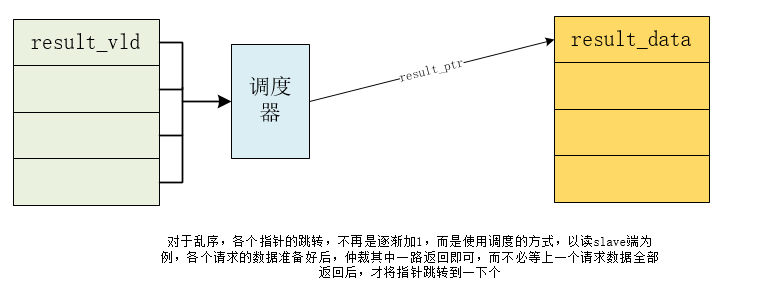 result_vld
调度
器
result_ptr
result_data
对于乱序，各个指针的跳转，不再是逐渐加1，而是使用调度的方式，以读slave端为
例，各个请求的数据准备好后，仲裁其中一路返回即可，而不必等上一个请求数据全部
返回后，才将指针跳转到一下个